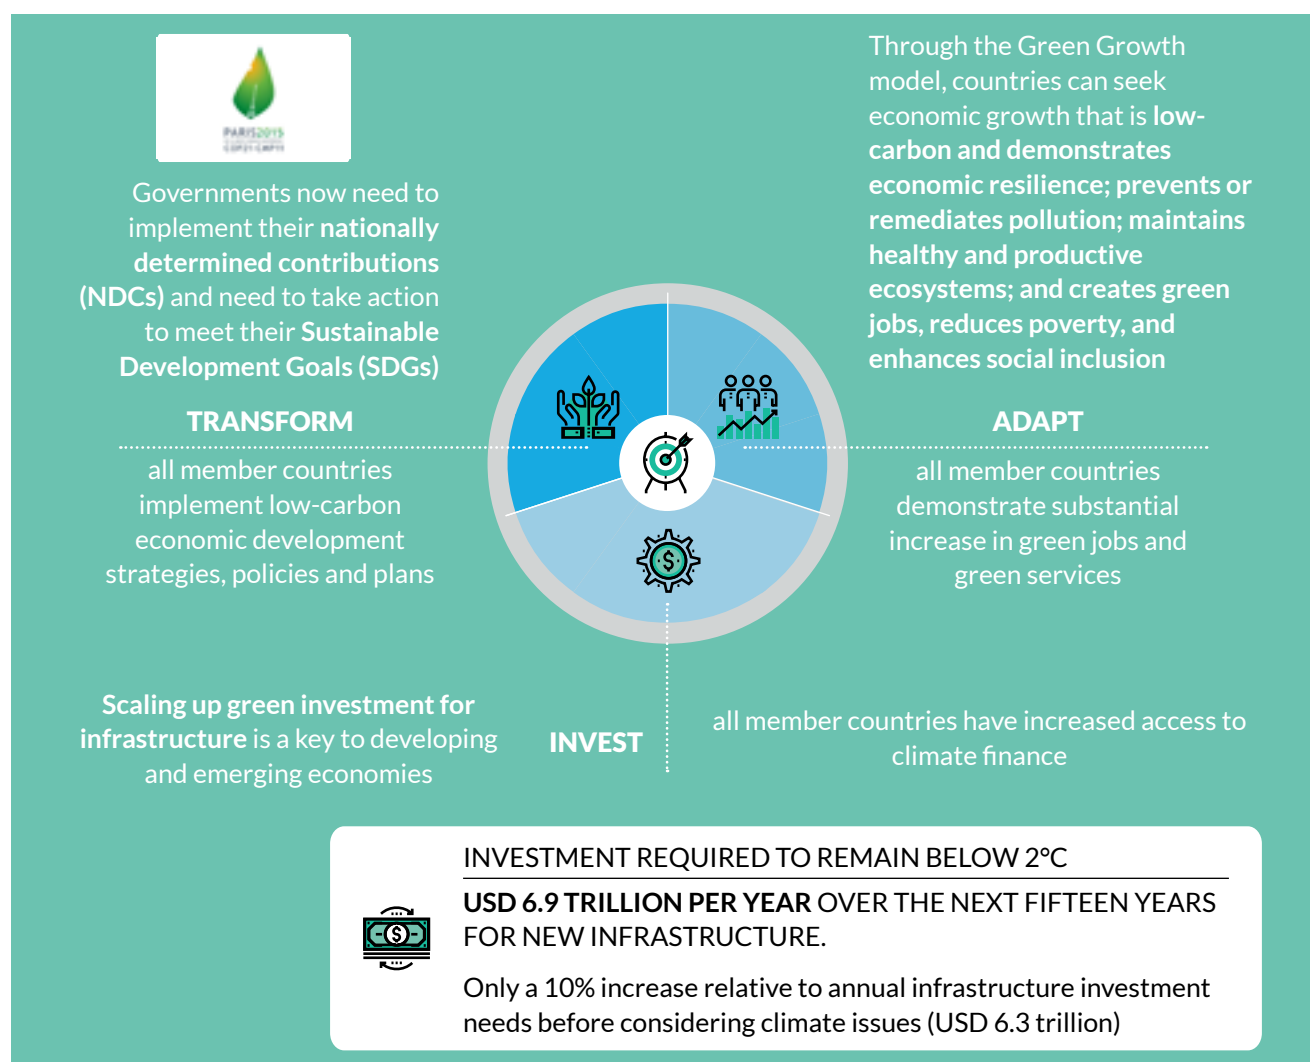 PARIS2015
COP21·CMP11
Governments now need to
implement their nationally
determined contributions
(NDCs) and need to take action
to meet their Sustainable
Development Goals (SDGs)
TRANSFORM
all member countries
implement low-carbon
economic development
strategies, policies and plans
Through the Green Growth
model, countries can seek
economic growth that is low-
carbon and demonstrates
economic resilience; prevents or
remediates pollution; maintains
healthy and productive
ecosystems; and creates green
jobs, reduces poverty, and
enhances social inclusion
ADAPT
all member countries
demonstrate substantial
increase in green jobs and
green services
Scaling up green investment for
infrastructure is a key to developing
and emerging economies
INVEST
all member countries have increased access to
climate finance
INVESTMENT REQUIRED TO REMAIN BELOW 2°C
USD 6.9 TRILLION PER YEAR OVER THE NEXT FIFTEEN YEARS
FOR NEW INFRASTRUCTURE.
Only a 10% increase relative to annual infrastructure investment
needs before considering climate issues (USD 6.3 trillion)